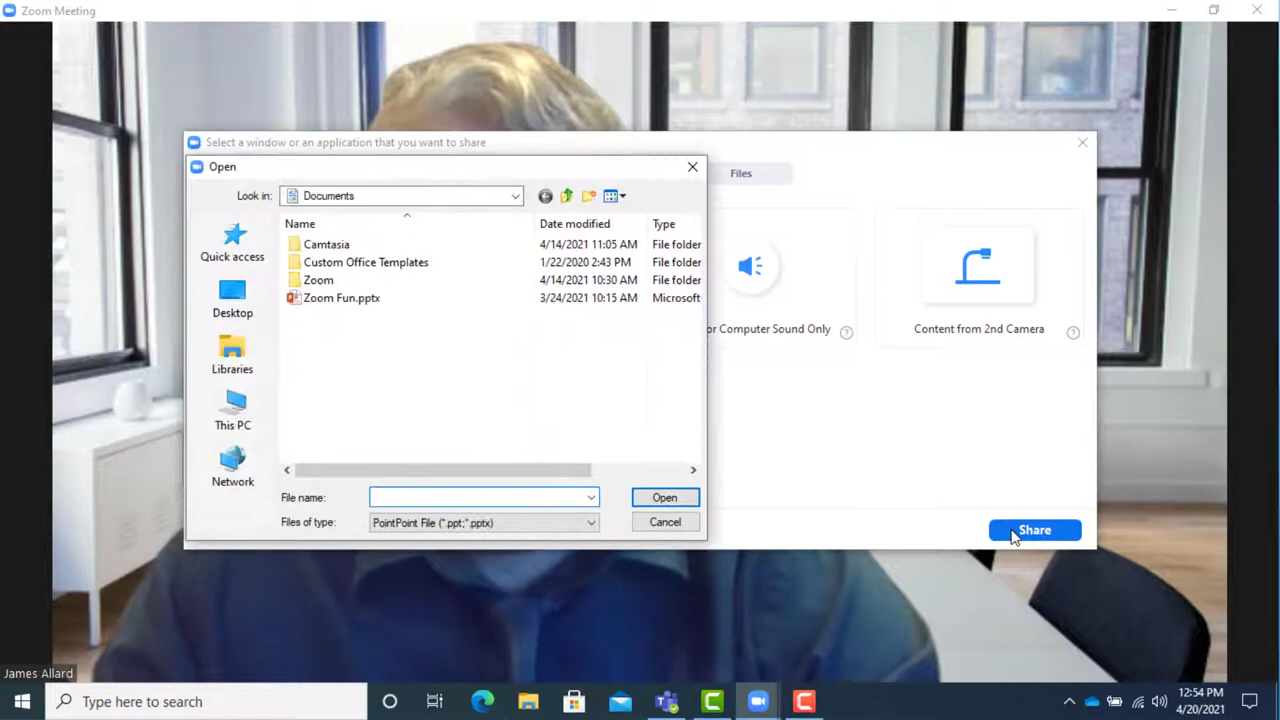 Zoom Meeting
Select a window or an application that you want to share
Open
Files
Look in:
Documents
Name
Date modified
Type
Camtasia
4/14/2021 11:05 AM
File folder
Custom Office Templates
1/22/2020 2:43 PM
File folder
Zoom
4/14/2021 10:30 AM
File folder
Zoom Fun.pptx
3/24/2021 10:15 AM
Microsoft
Quick access
Desktop
Libraries
This PC
Network
or Computer Sound Only
Content from 2nd Camera
File name:
Open
Files of type:
PointPoint File (*.ppt;*.pptx)
Cancel
Share
James Allard
Type here to search
12:54 PM
4/20/2021